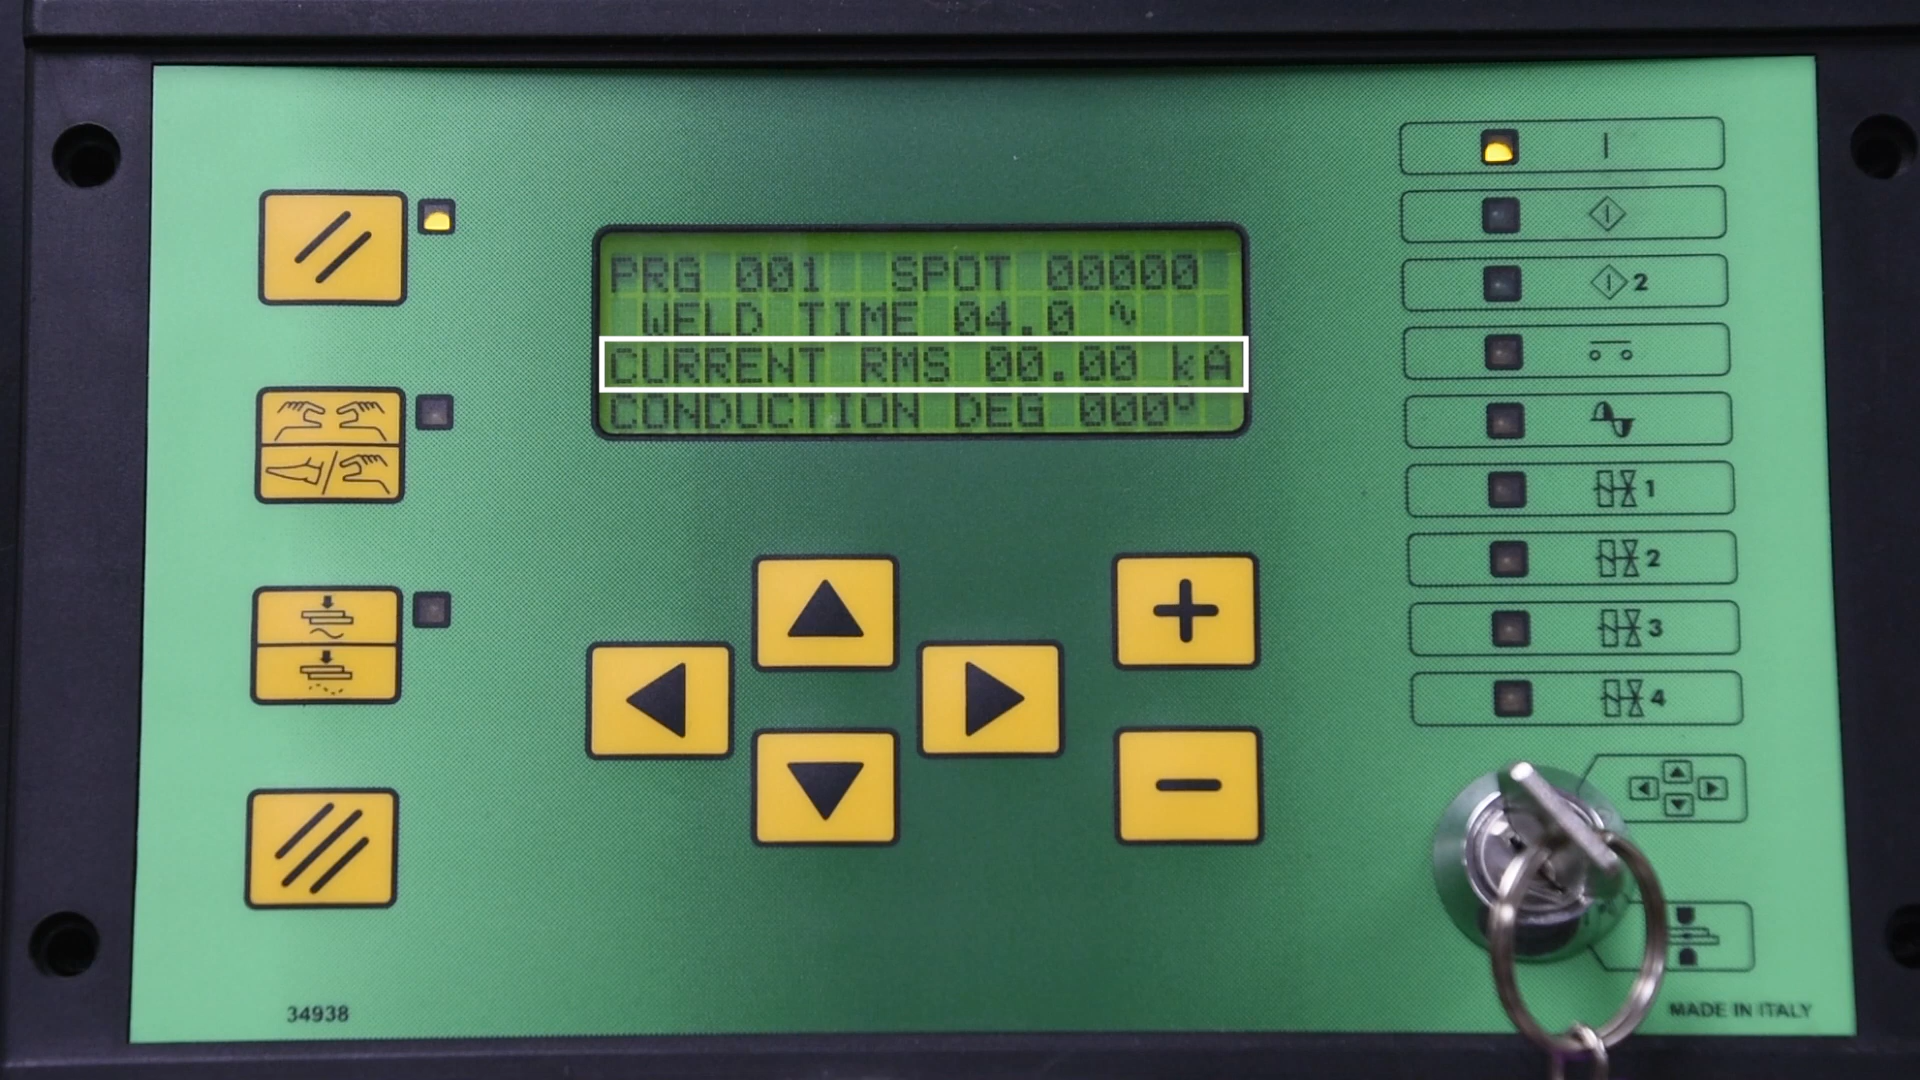 PRG 001 SPOT 00000
WELD TIME 04.0 ∿
CURRENT RMS 00.00 kA
CONDUCTION DEG 000°
2
1
2
3
4
34938
MADE IN ITALY